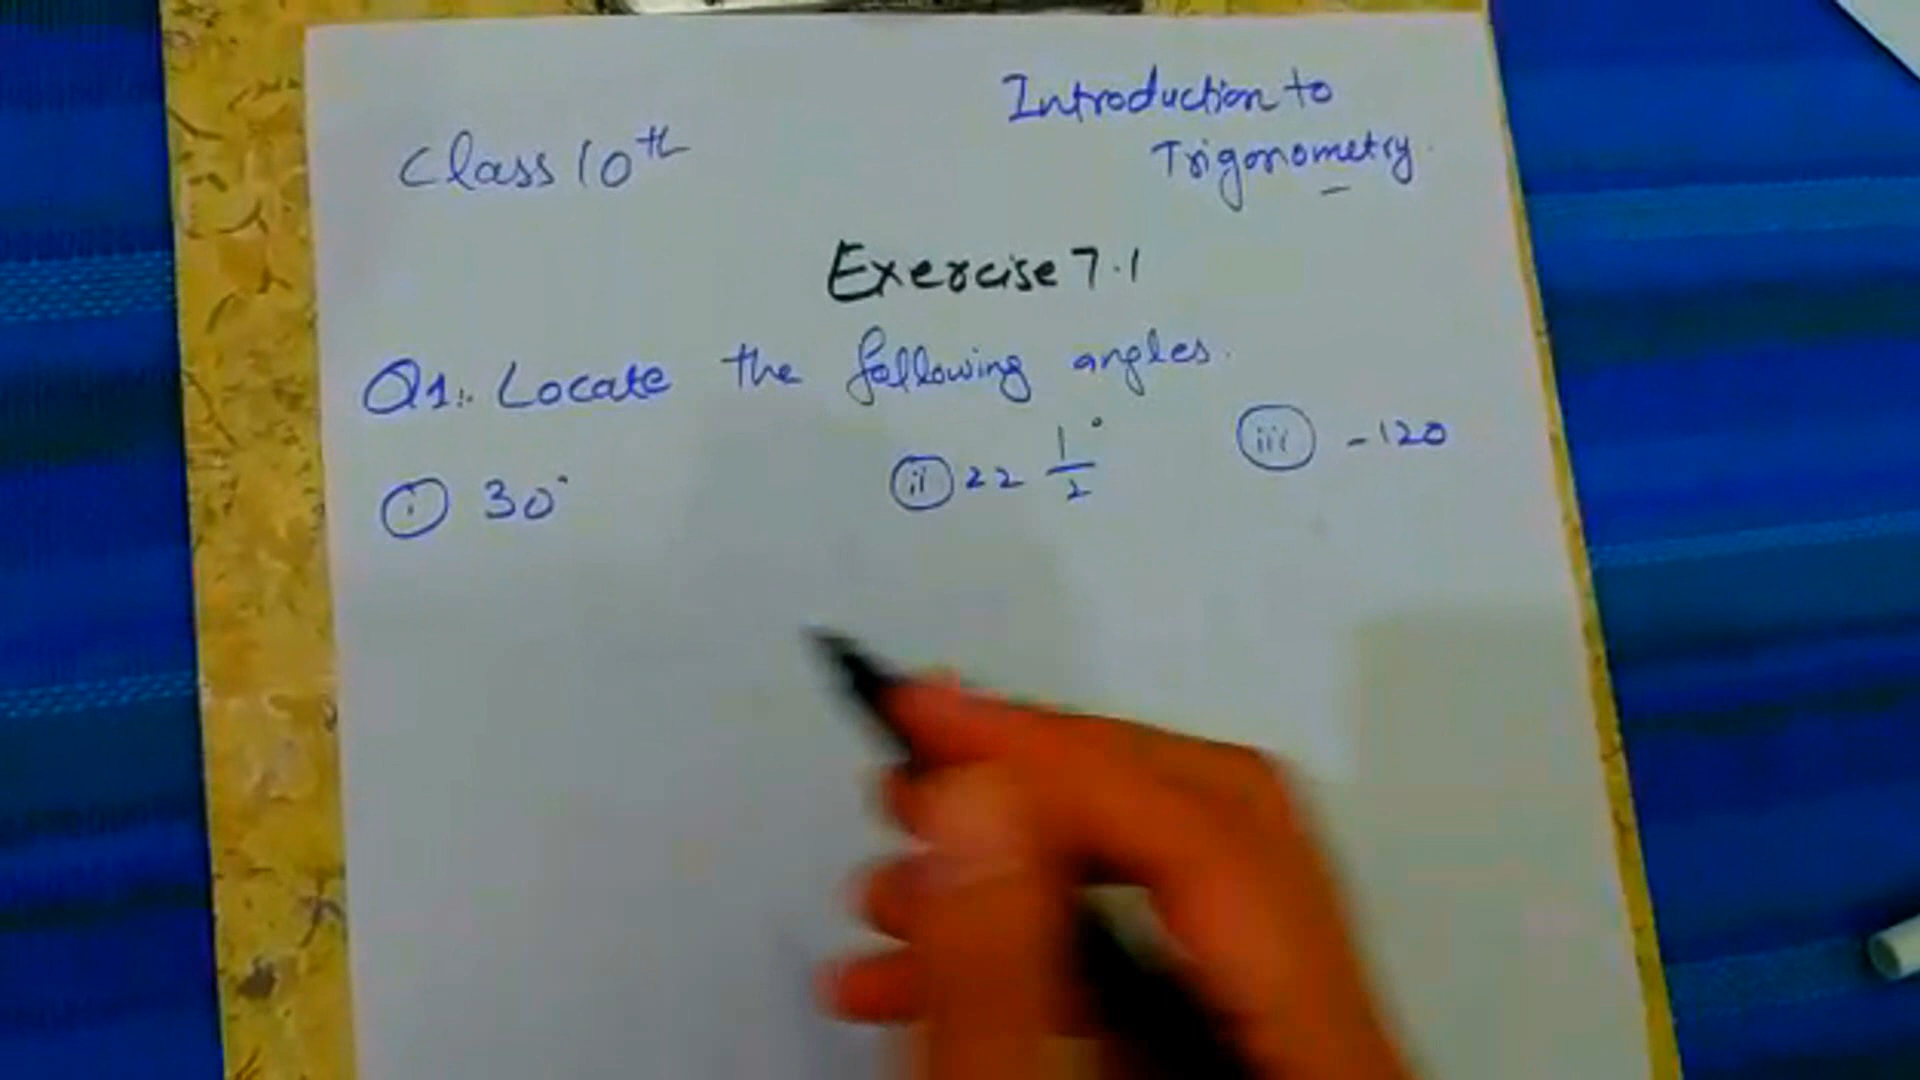 Class 10th
Introduction to
Trigonometry.
Exercise 7.1
Q1:. Locate the following angles.
(i) 30° (ii) 22 1/2° (iii) -120